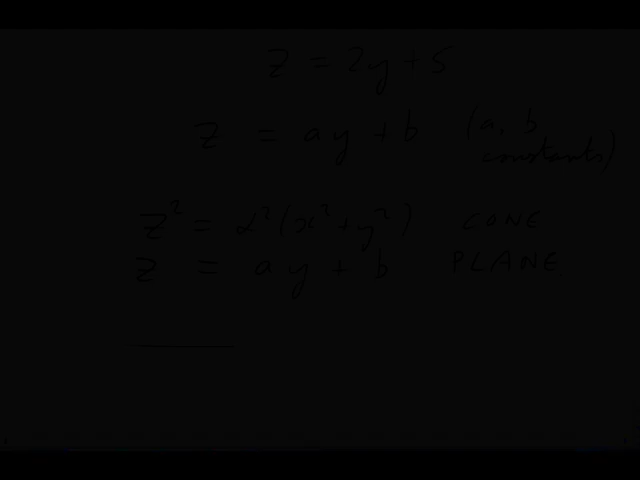 z = 2y + 5
z = ay + b (a, b
constants)
z² = α²(x² + y²) CONE
z = ay + b PLANE